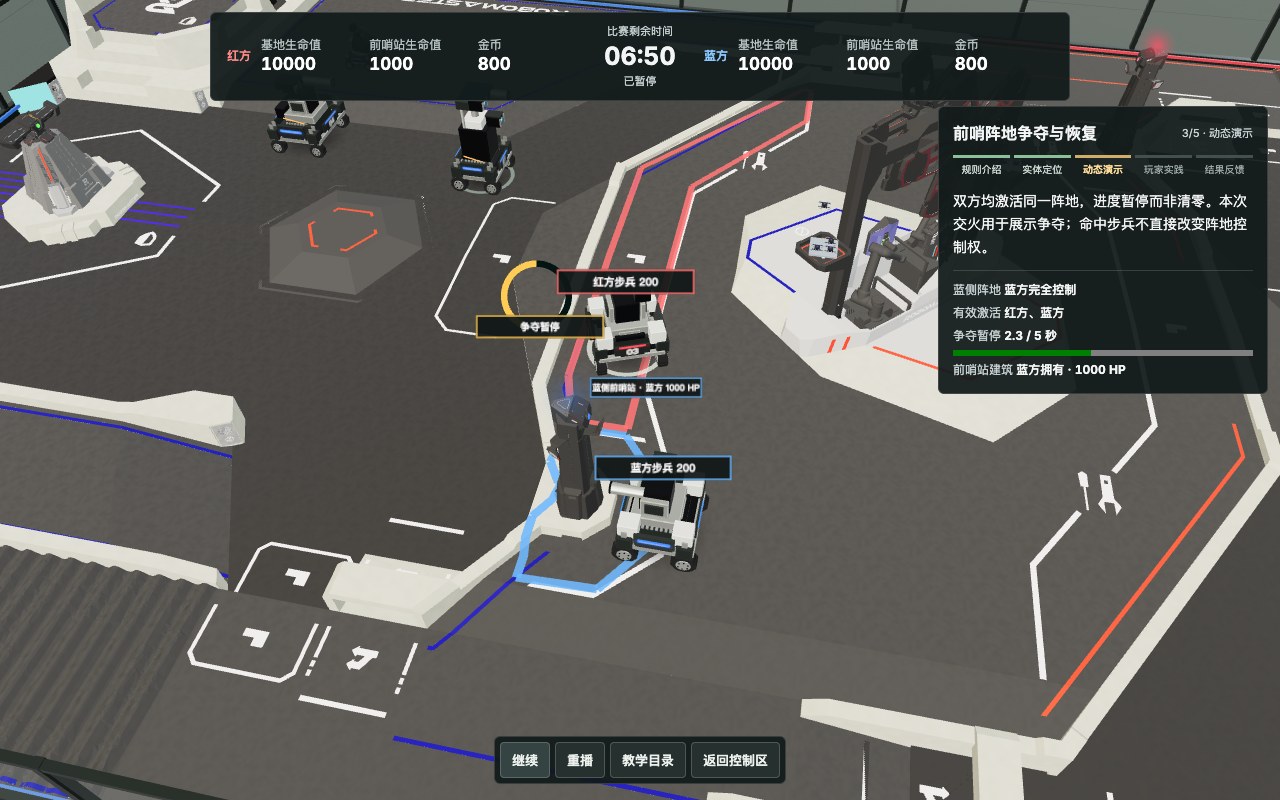 ROBOMASTER
红方
基地生命值
10000
前哨站生命值
1000
金币
800
比赛剩余时间
06:50
已暂停
蓝方
基地生命值
10000
前哨站生命值
1000
金币
800
前哨阵地争夺与恢复
3/5 · 动态演示
规则介绍 实体定位 动态演示 玩家实践 结果反馈
双方均激活同一阵地，进度暂停而非清零。本次
交火用于展示争夺；命中步兵不直接改变阵地控
制权。
蓝侧阵地 蓝方完全控制
有效激活 红方、蓝方
争夺暂停 2.3 / 5 秒
前哨站建筑 蓝方拥有 · 1000 HP
红方步兵 200
争夺暂停
03
蓝侧前哨站 · 蓝方 1000 HP
蓝方步兵 200
继续 重播 教学目录 返回控制区